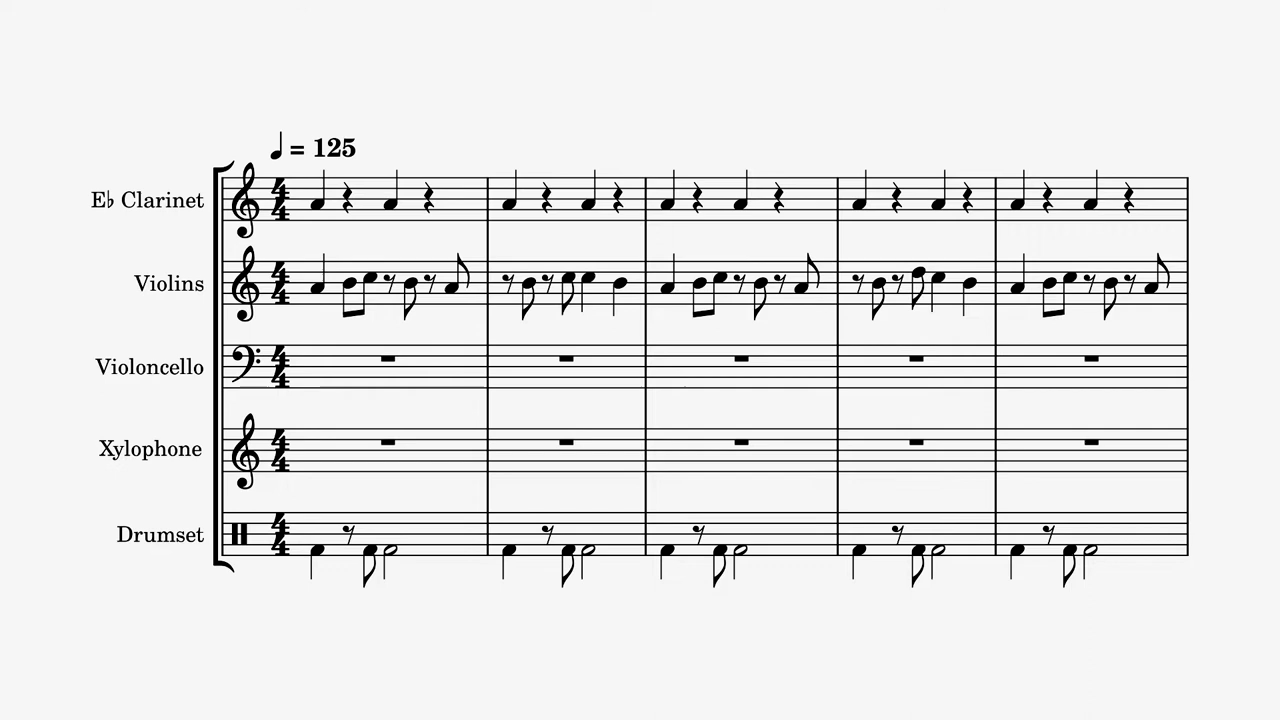 ♩ = 125
E♭ Clarinet
Violins
Violoncello
Xylophone
Drumset